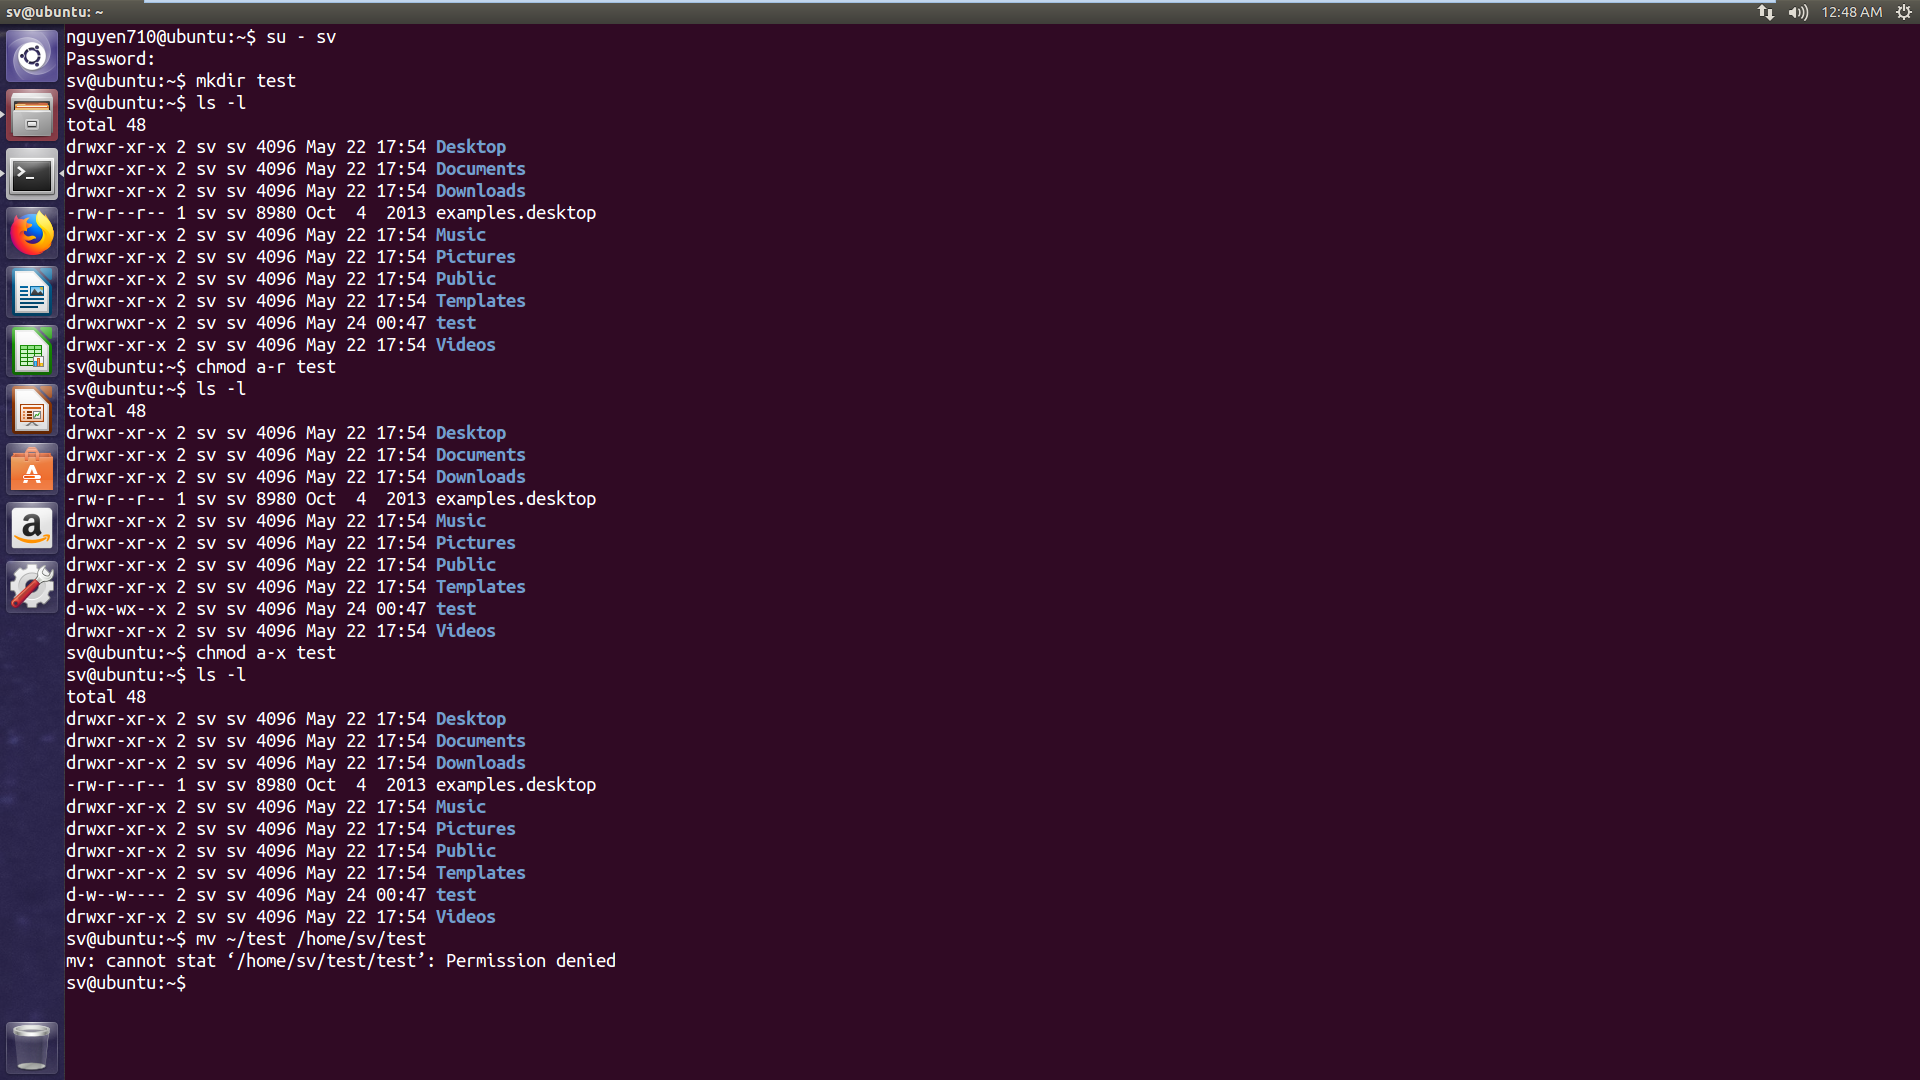 sv@ubuntu: ~
12:48 AM
nguyen710@ubuntu:~$ su - sv
Password:
sv@ubuntu:~$ mkdir test
sv@ubuntu:~$ ls -l
total 48
drwxr-xr-x 2 sv sv 4096 May 22 17:54 Desktop
drwxr-xr-x 2 sv sv 4096 May 22 17:54 Documents
drwxr-xr-x 2 sv sv 4096 May 22 17:54 Downloads
-rw-r--r-- 1 sv sv 8980 Oct  4  2013 examples.desktop
drwxr-xr-x 2 sv sv 4096 May 22 17:54 Music
drwxr-xr-x 2 sv sv 4096 May 22 17:54 Pictures
drwxr-xr-x 2 sv sv 4096 May 22 17:54 Public
drwxr-xr-x 2 sv sv 4096 May 22 17:54 Templates
drwxrwxr-x 2 sv sv 4096 May 24 00:47 test
drwxr-xr-x 2 sv sv 4096 May 22 17:54 Videos
sv@ubuntu:~$ chmod a-r test
sv@ubuntu:~$ ls -l
total 48
drwxr-xr-x 2 sv sv 4096 May 22 17:54 Desktop
drwxr-xr-x 2 sv sv 4096 May 22 17:54 Documents
drwxr-xr-x 2 sv sv 4096 May 22 17:54 Downloads
-rw-r--r-- 1 sv sv 8980 Oct  4  2013 examples.desktop
drwxr-xr-x 2 sv sv 4096 May 22 17:54 Music
drwxr-xr-x 2 sv sv 4096 May 22 17:54 Pictures
drwxr-xr-x 2 sv sv 4096 May 22 17:54 Public
drwxr-xr-x 2 sv sv 4096 May 22 17:54 Templates
d-wx-wx--x 2 sv sv 4096 May 24 00:47 test
drwxr-xr-x 2 sv sv 4096 May 22 17:54 Videos
sv@ubuntu:~$ chmod a-x test
sv@ubuntu:~$ ls -l
total 48
drwxr-xr-x 2 sv sv 4096 May 22 17:54 Desktop
drwxr-xr-x 2 sv sv 4096 May 22 17:54 Documents
drwxr-xr-x 2 sv sv 4096 May 22 17:54 Downloads
-rw-r--r-- 1 sv sv 8980 Oct  4  2013 examples.desktop
drwxr-xr-x 2 sv sv 4096 May 22 17:54 Music
drwxr-xr-x 2 sv sv 4096 May 22 17:54 Pictures
drwxr-xr-x 2 sv sv 4096 May 22 17:54 Public
drwxr-xr-x 2 sv sv 4096 May 22 17:54 Templates
d-w--w---- 2 sv sv 4096 May 24 00:47 test
drwxr-xr-x 2 sv sv 4096 May 22 17:54 Videos
sv@ubuntu:~$ mv ~/test /home/sv/test
mv: cannot stat ‘/home/sv/test/test’: Permission denied
sv@ubuntu:~$